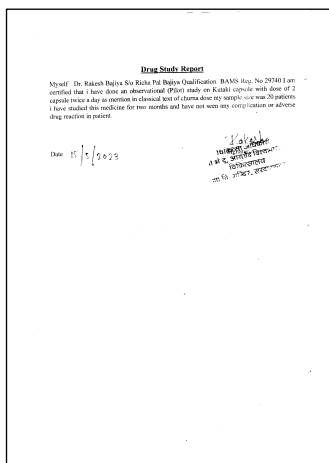 Drug Study Report
Myself Dr. Rakesh Bajiya S/o Richa Pal Bajiya Qualification BAMS Reg. No 29740 I am
certified that i have done an observational (Pilot) study on Kutaki capsule with dose of 2
capsule twice a day as mention in classical text of churna dose my sample size was 20 patients
i have studied this medicine for two months and have not seen any complication or adverse
drug reaction in patient.
Date 15/5/2023
Rakesh
चिकित्सालय